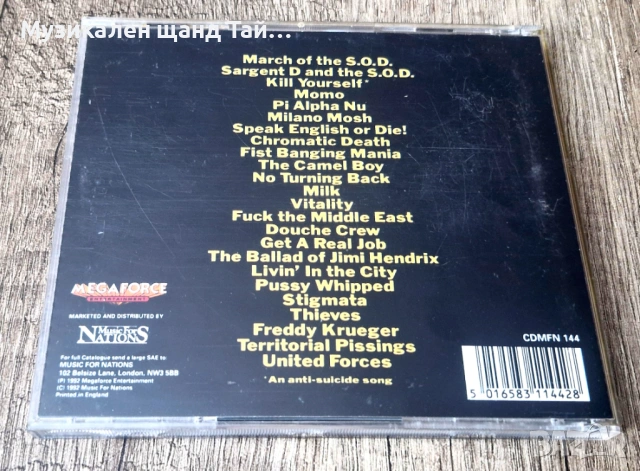 Музикален щанд Тай...
March of the S.O.D.
Sargent D and the S.O.D.
Kill Yourself*
Momo
Pi Alpha Nu
Milano Mosh
Speak English or Die!
Chromatic Death
Fist Banging Mania
The Camel Boy
No Turning Back
Milk
Vitality
Fuck the Middle East
Douche Crew
Get A Real Job
The Ballad of Jimi Hendrix
Livin' In the City
Pussy Whipped
Stigmata
Thieves
Freddy Krueger
Territorial Pissings
United Forces
*An anti-suicide song
MEGAFORCE
ENTERTAINMENT
MARKETED AND DISTRIBUTED BY
Music For
NATIONS
For full Catalogue send a large SAE to:
MUSIC FOR NATIONS
102 Belsize Lane, London, NW3 5BB
(P) 1992 Megaforce Entertainment
(C) 1992 Music For Nations
Printed in England
CDMFN 144
5 016583 114428